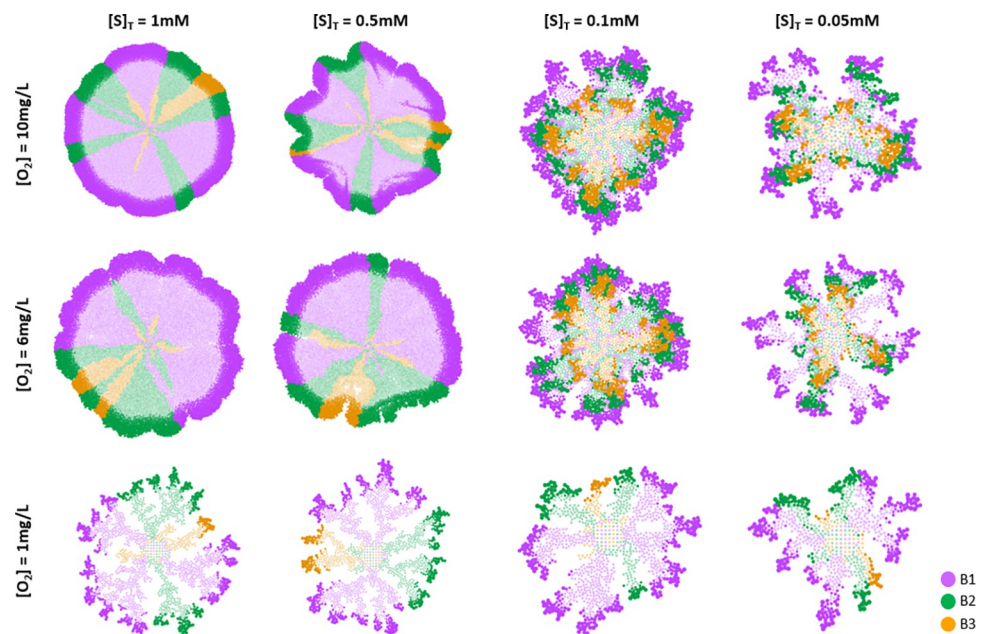 [S]T = 1mM [S]T = 0.5mM [S]T = 0.1mM [S]T = 0.05mM
[O2] = 10mg/L
[O2] = 6mg/L
[O2] = 1mg/L
B1
B2
B3